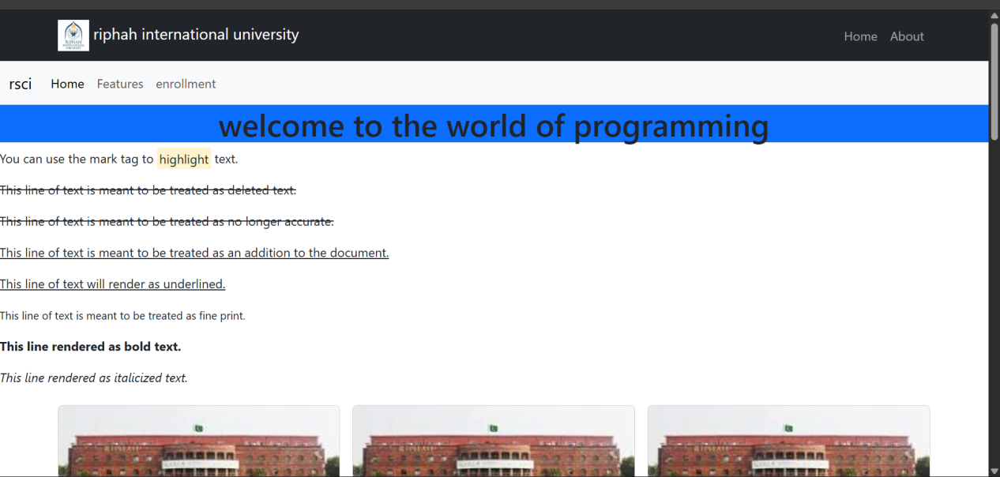 riphah international university
Home About
rsci Home Features enrollment
welcome to the world of programming
You can use the mark tag to highlight text.
This line of text is meant to be treated as deleted text.
This line of text is meant to be treated as no longer accurate.
This line of text is meant to be treated as an addition to the document.
This line of text will render as underlined.
This line of text is meant to be treated as fine print.
This line rendered as bold text.
This line rendered as italicized text.
RIPHAH